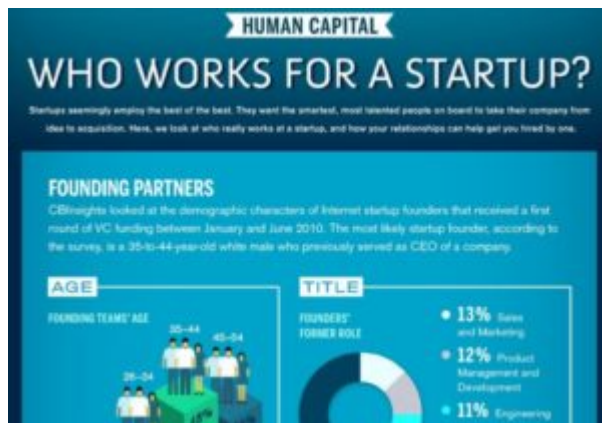 HUMAN CAPITAL
WHO WORKS FOR A STARTUP?
Startups seemingly employ the best of the best. They want the smartest, most talented people on board to take their company from
idea to acquisition. Here, we look at who really works at a startup, and how your relationships can help get you hired by one.
FOUNDING PARTNERS
CBInsights looked at the demographic characters of Internet startup founders that received a first
round of VC funding between January and June 2010. The most likely startup founder, according to
the survey, is a 35-to-44-year-old white male who previously served as CEO of a company.
AGE
FOUNDING TEAMS' AGE
35–44
45–54
26–34
TITLE
FOUNDERS'
FORMER ROLE
13% Sales
and Marketing
12% Product
Management and
Development
11% Engineering